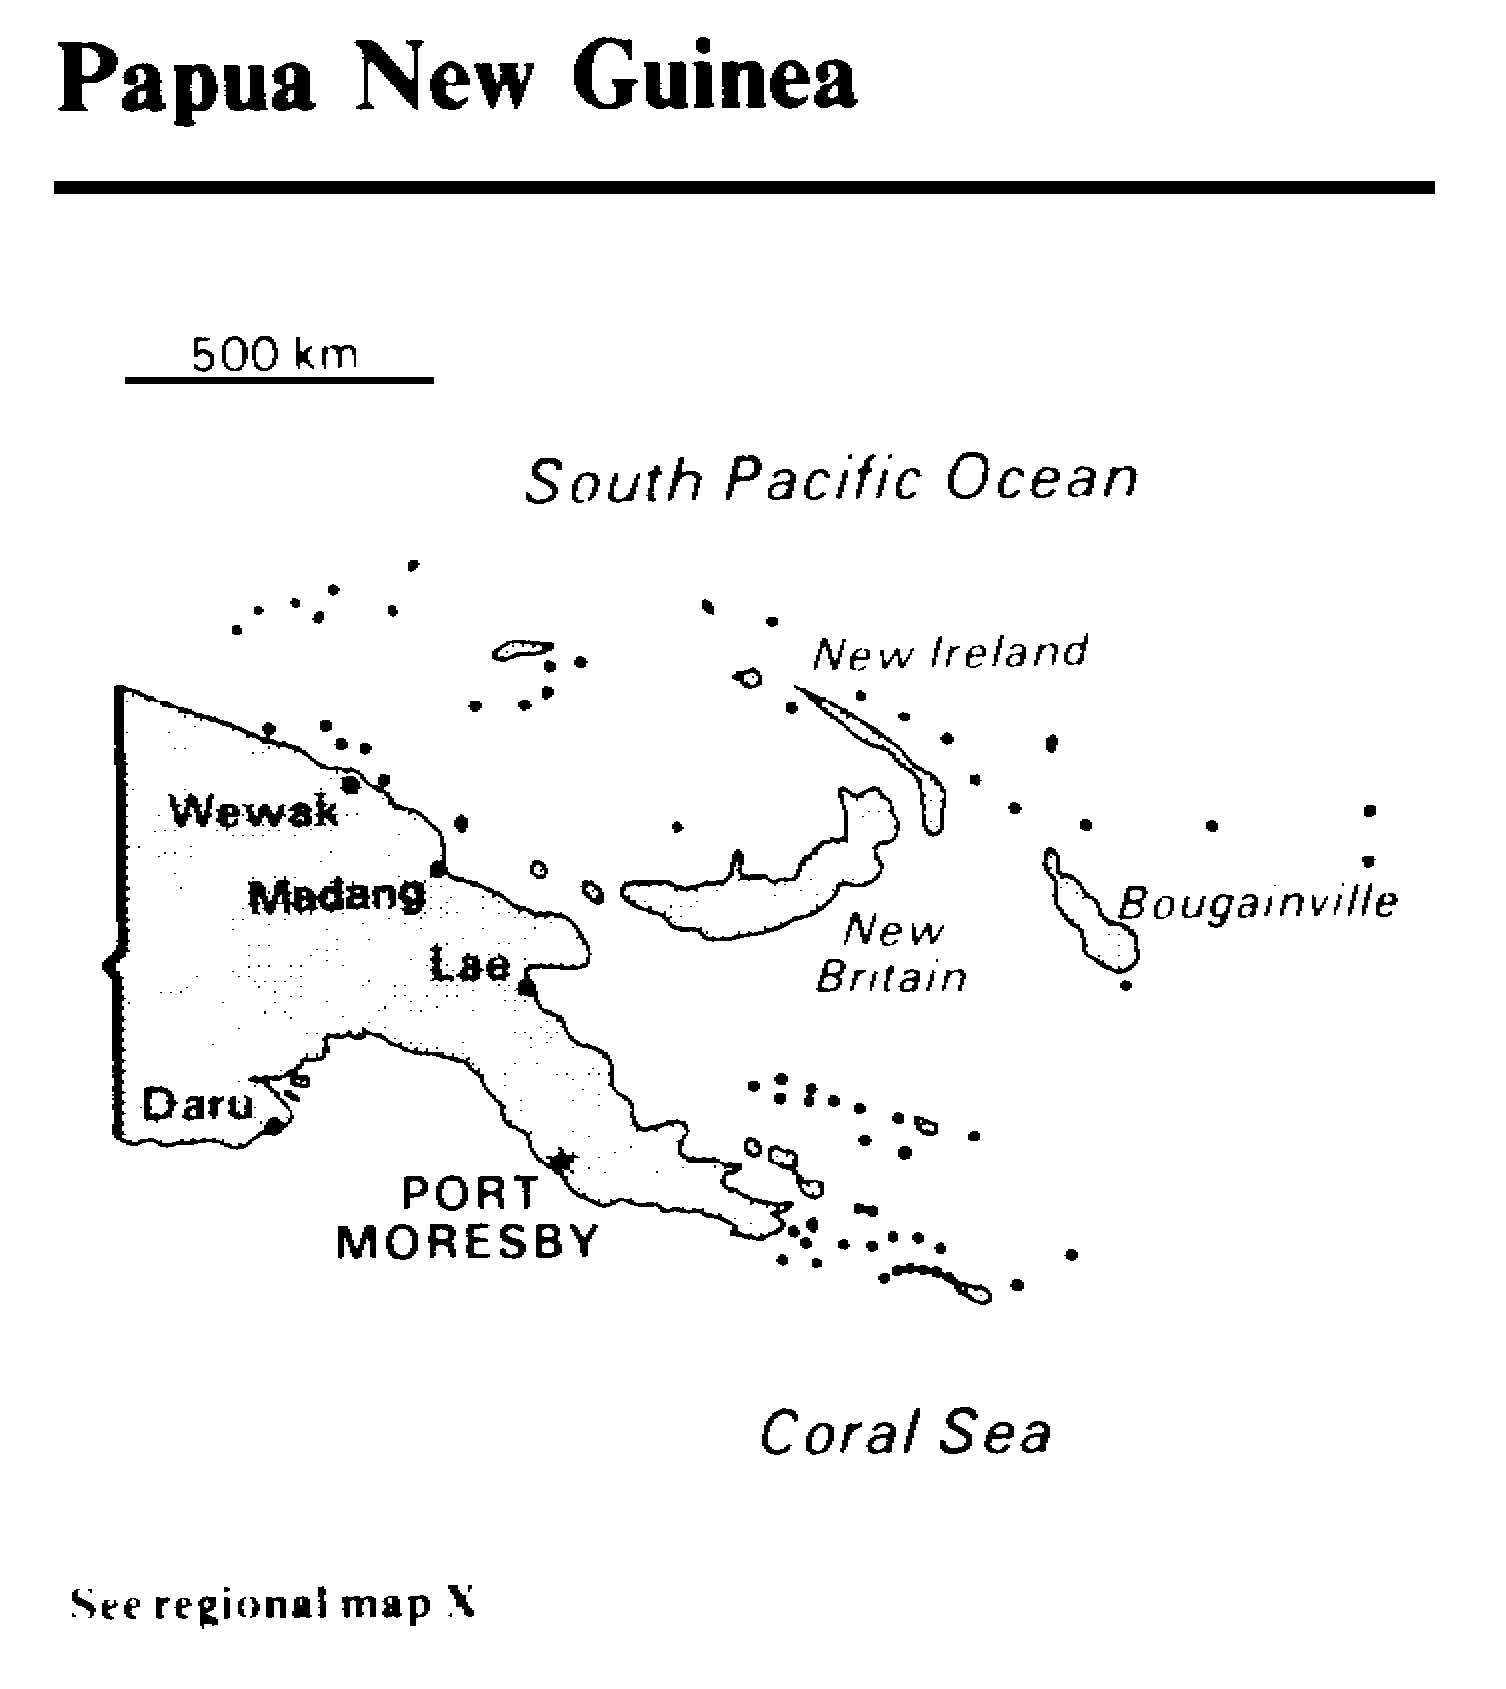 Papua New Guinea
500 km
South Pacific Ocean
New Ireland
Wewak
Madang
Bougainville
New
Britain
Lae
Daru
PORT
MORESBY
Coral Sea
See regional map X